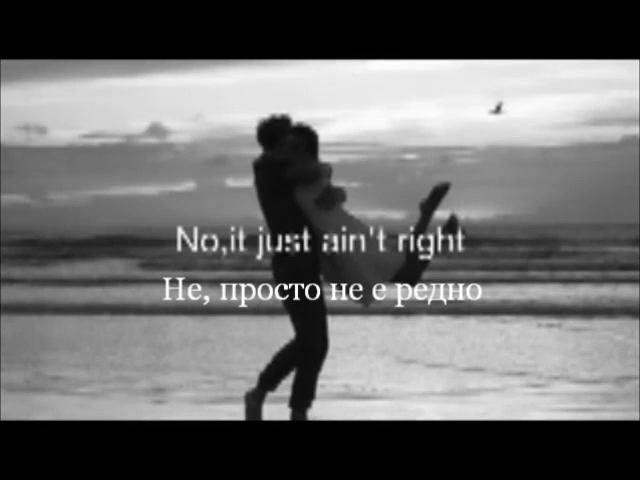 No,it just ain't right
Не, просто не е редно